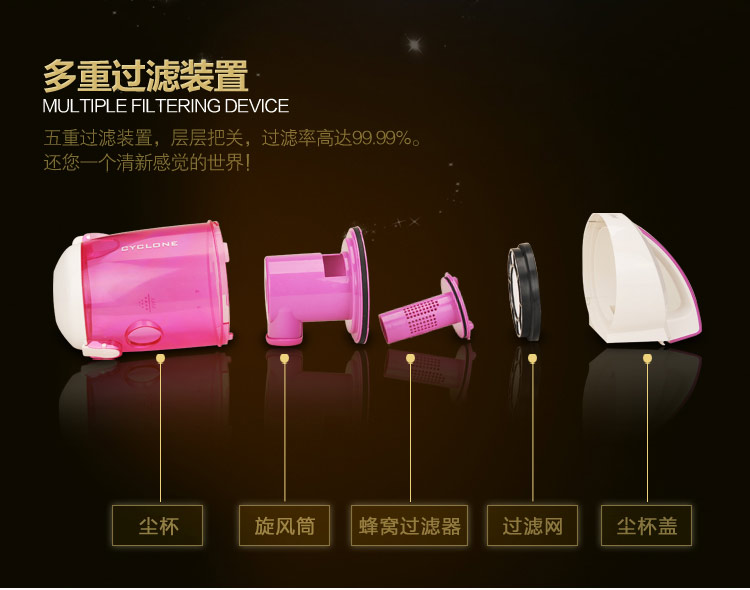 多重过滤装置
MULTIPLE FILTERING DEVICE
五重过滤装置，层层把关，过滤率高达99.99%。
还您一个清新感觉的世界！
CYCLONE
尘杯
旋风筒
蜂窝过滤器
过滤网
尘杯盖